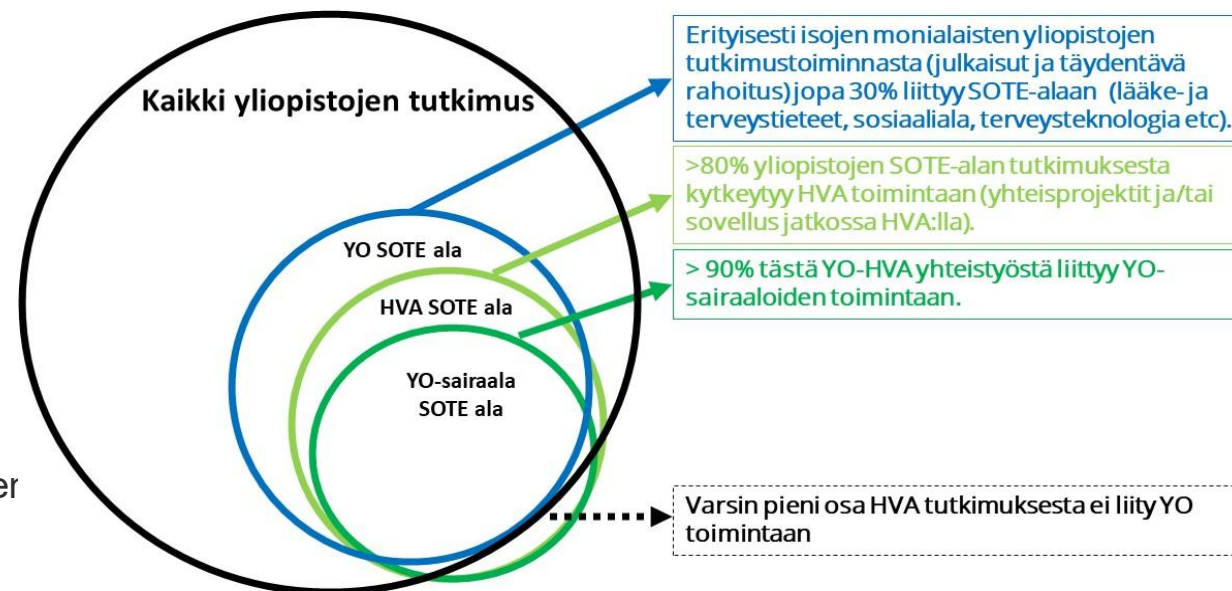 Kaikki yliopistojen tutkimus
YO SOTE ala
HVA SOTE ala
YO-sairaala
SOTE ala
Erityisesti isojen monialaisten yliopistojen
tutkimustoiminnasta (julkaisut ja täydentävä
rahoitus) jopa 30% liittyy SOTE-alaan (lääke- ja
terveystieteet, sosiaaliala, terveysteknologia etc).
>80% yliopistojen SOTE-alan tutkimuksesta
kytkeytyy HVA toimintaan (yhteisprojektit ja/tai
sovellus jatkossa HVA:lla).
> 90% tästä YO-HVA yhteistyöstä liittyy YO-
sairaaloiden toimintaan.
Varsin pieni osa HVA tutkimuksesta ei liity YO
toimintaan